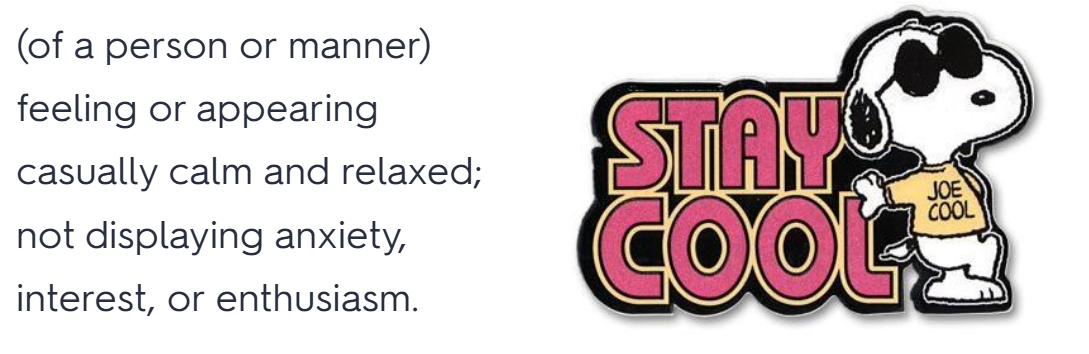 (of a person or manner)
feeling or appearing
casually calm and relaxed;
not displaying anxiety,
interest, or enthusiasm.
STAY
COOL
JOE
COOL